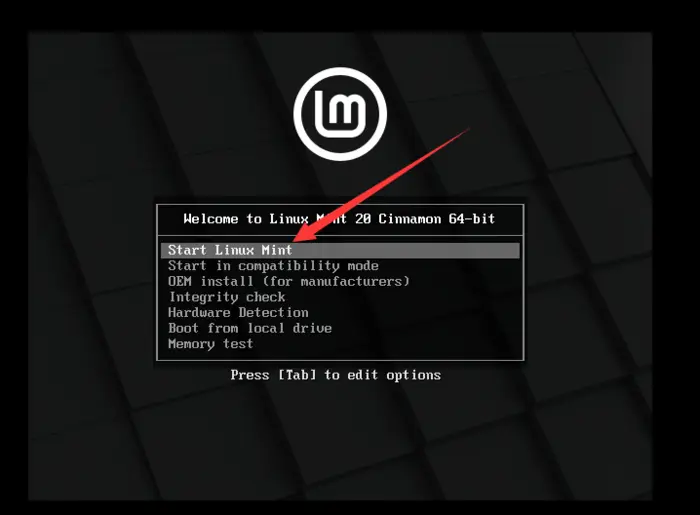 lm
Welcome to Linux Mint 20 Cinnamon 64-bit
Start Linux Mint
Start in compatibility mode
OEM install (for manufacturers)
Integrity check
Hardware Detection
Boot from local drive
Memory test
Press [Tab] to edit options